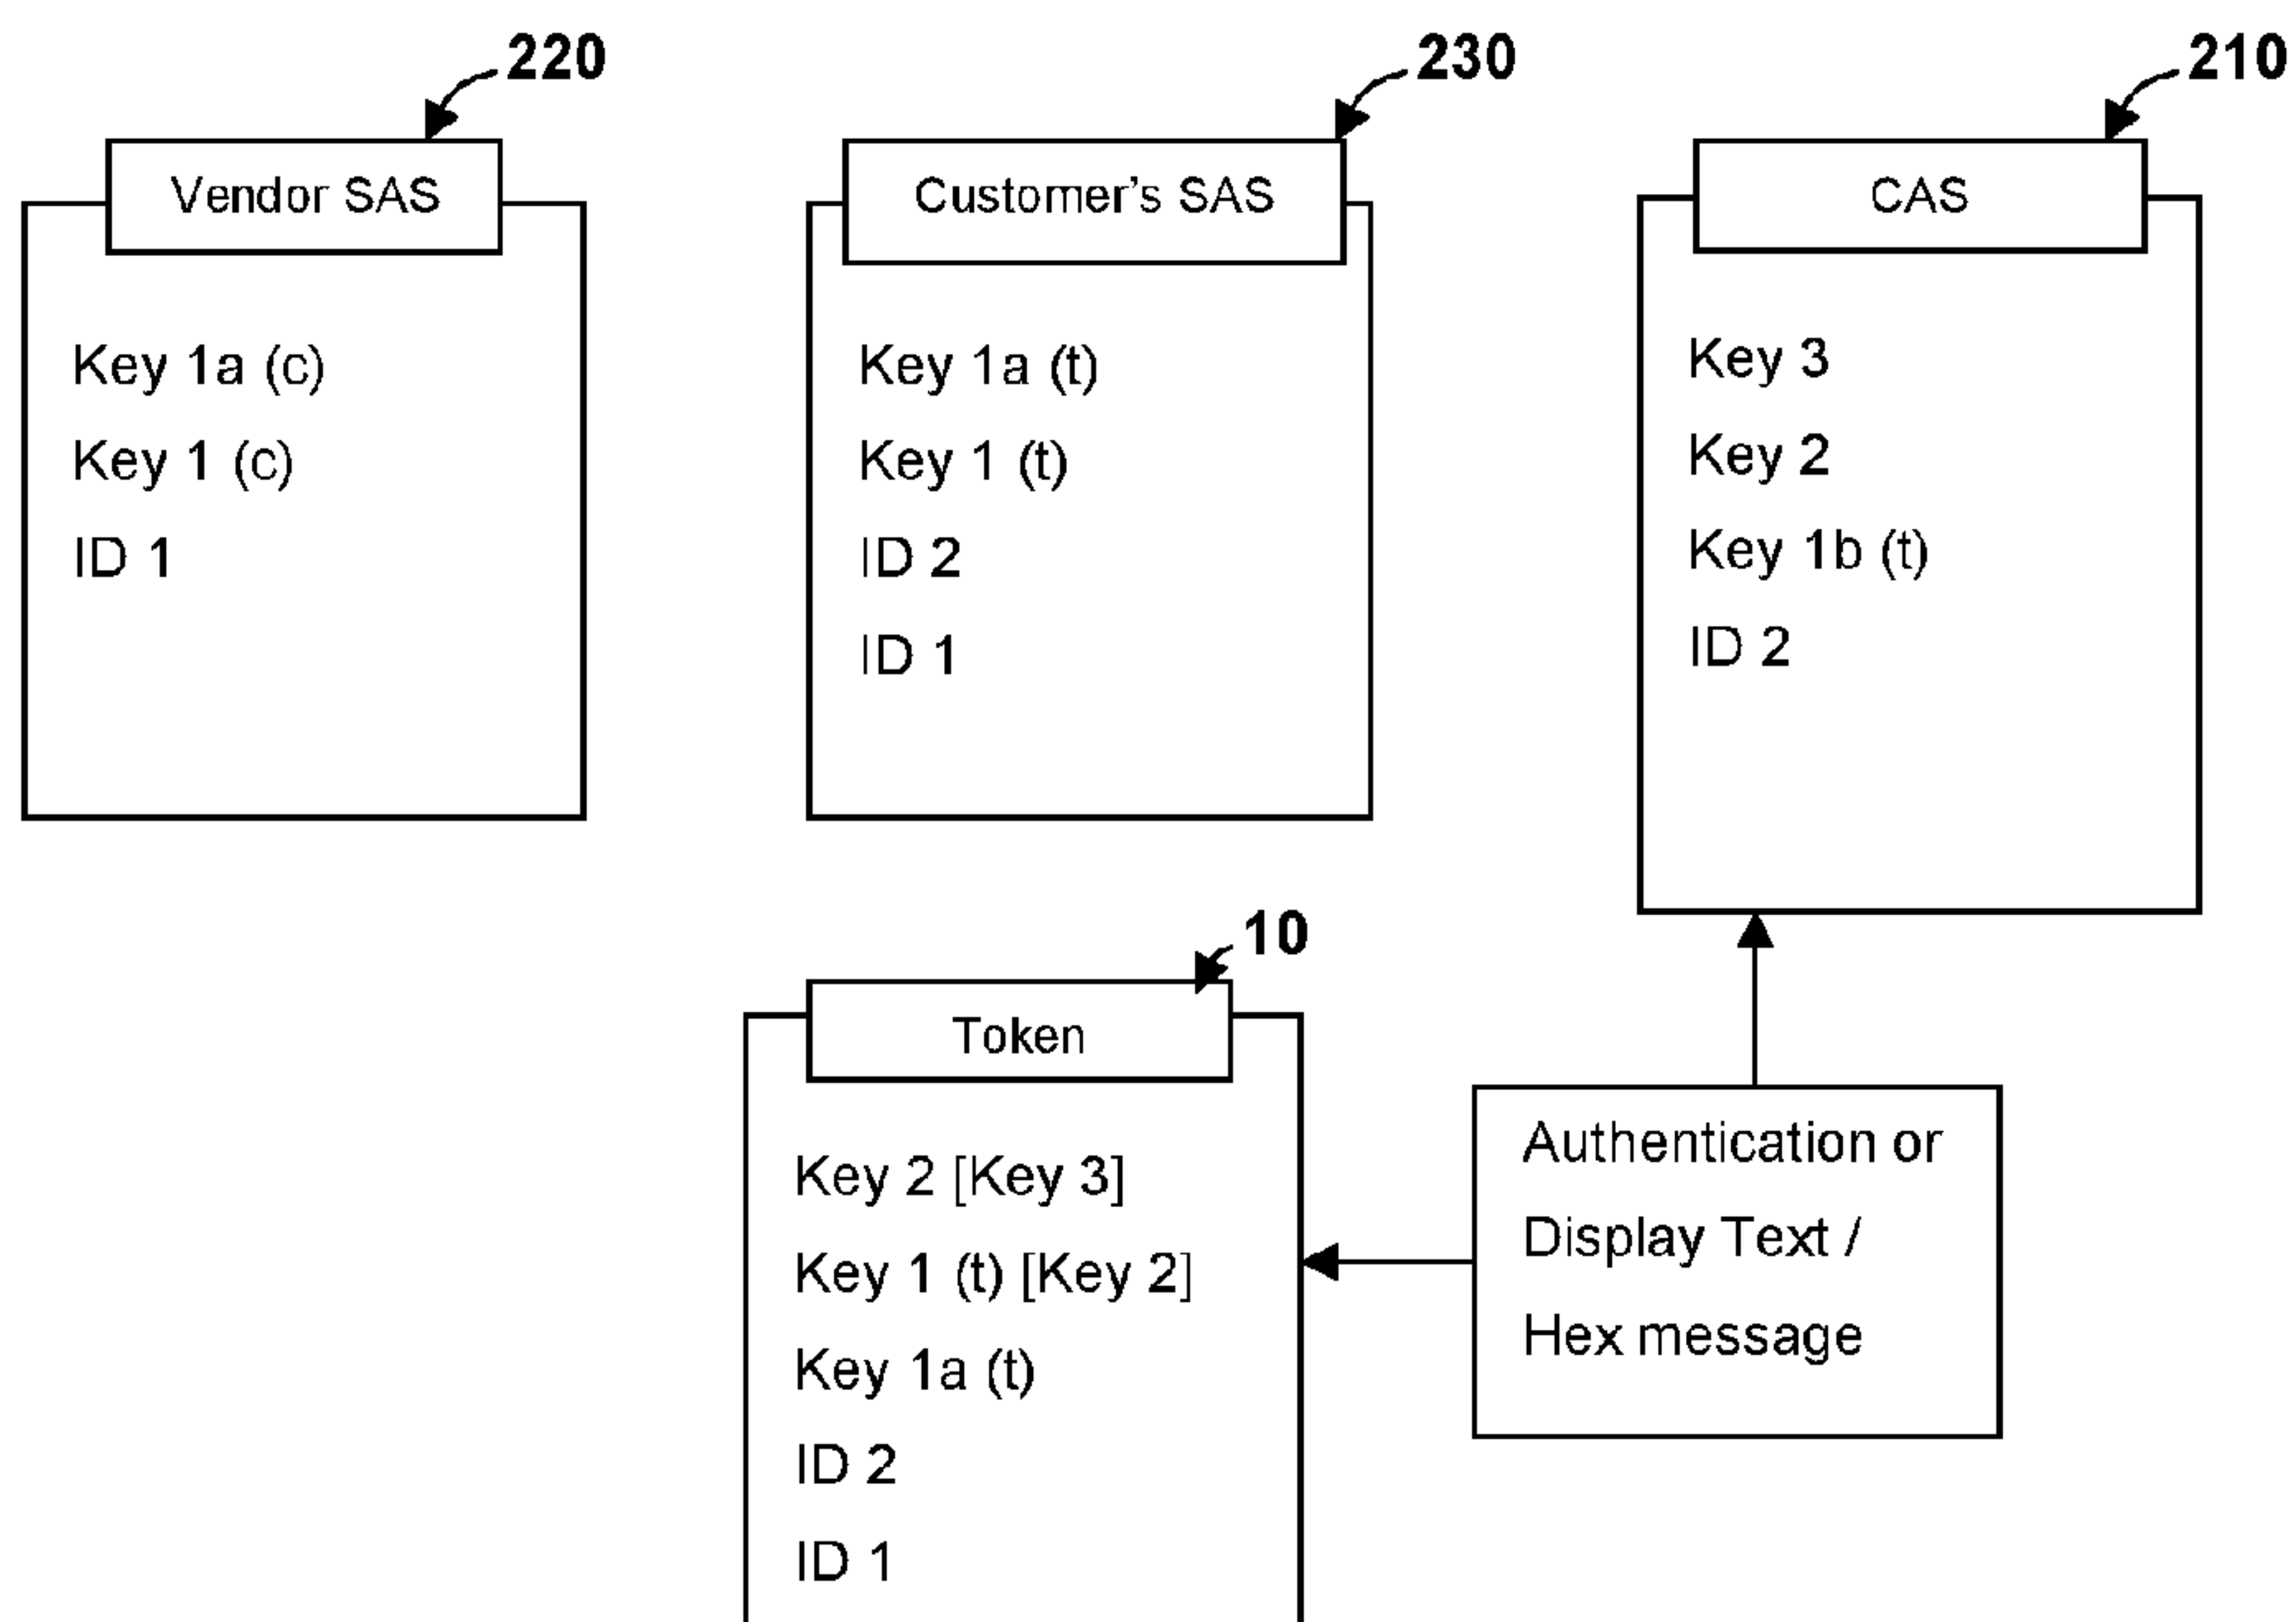 220
Vendor SAS
Key 1a (c)
Key 1 (c)
ID 1
230
Customer's SAS
Key 1a (t)
Key 1 (t)
ID 2
ID 1
210
CAS
Key 3
Key 2
Key 1b (t)
ID 2
10
Token
Key 2 [Key 3]
Key 1 (t) [Key 2]
Key 1a (t)
ID 2
ID 1
Authentication or
Display Text /
Hex message